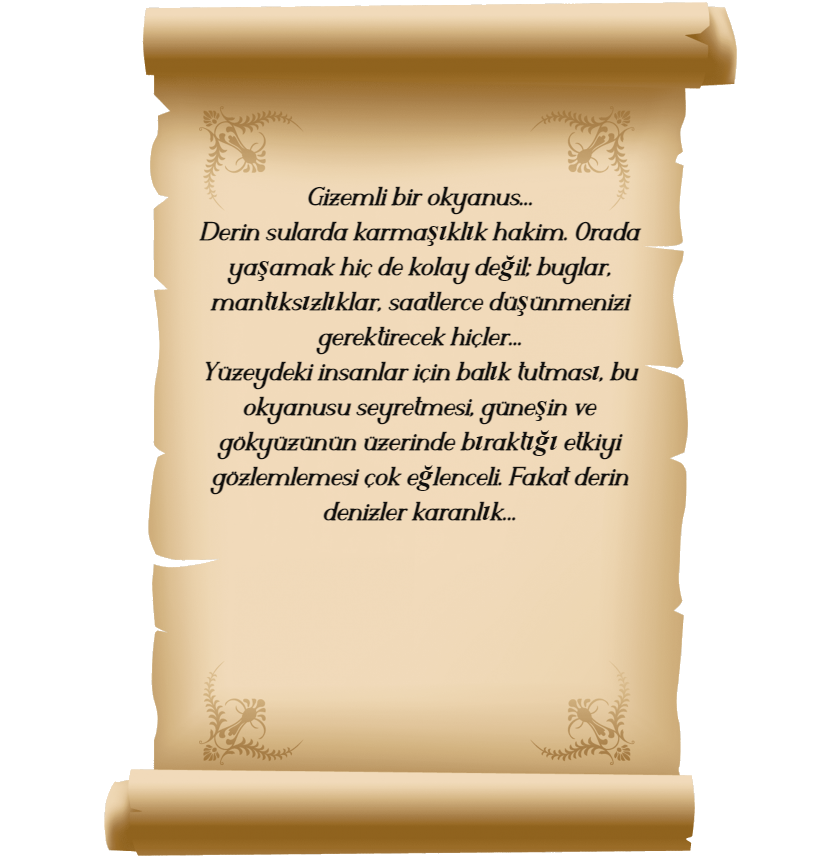 Gizemli bir okyanus...
Derin sularda karmaşıklık hakim. Orada
yaşamak hiç de kolay değil; buglar,
mantıksızlıklar, saatlerce düşünmenizi
gerektirecek hiçler...
Yüzeydeki insanlar için balık tutması, bu
okyanusu seyretmesi, güneşin ve
gökyüzünün üzerinde bıraktığı etkiyi
gözlemlemesi çok eğlenceli. Fakat derin
denizler karanlık...